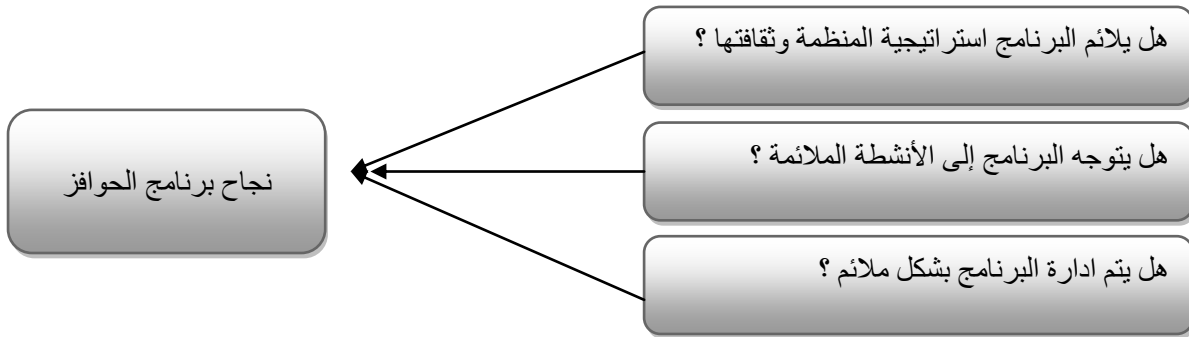 هل يلائم البرنامج استراتيجية المنظمة وثقافتها ؟
هل يتوجه البرنامج إلى الأنشطة الملائمة ؟
هل يتم ادارة البرنامج بشكل ملائم ؟
نجاح برنامج الحوافز